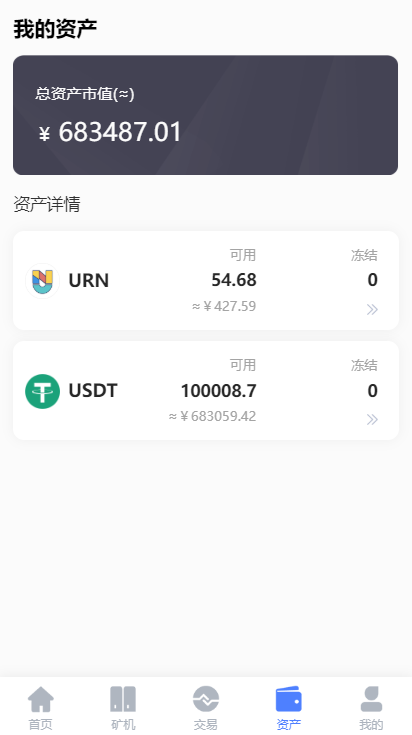 我的资产
总资产市值(≈)
¥ 683487.01
资产详情
可用 冻结
URN 54.68 0
≈¥427.59
可用 冻结
USDT 100008.7 0
≈¥683059.42
首页 矿机 交易 资产 我的